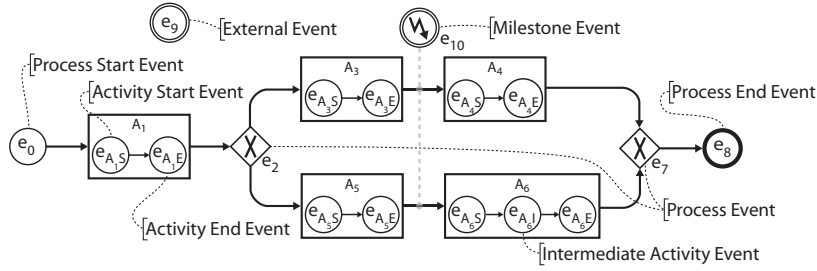 e9
External Event
e10
Milestone Event
Process Start Event
Activity Start Event
A3
eA3S
eA3E
A4
eA4S
eA4E
Process End Event
e0
A1
eA1S
eA1E
X
e2
X
e7
e8
Activity End Event
A5
eA5S
eA5E
A6
eA6S
eA6I
eA6E
Process Event
Intermediate Activity Event